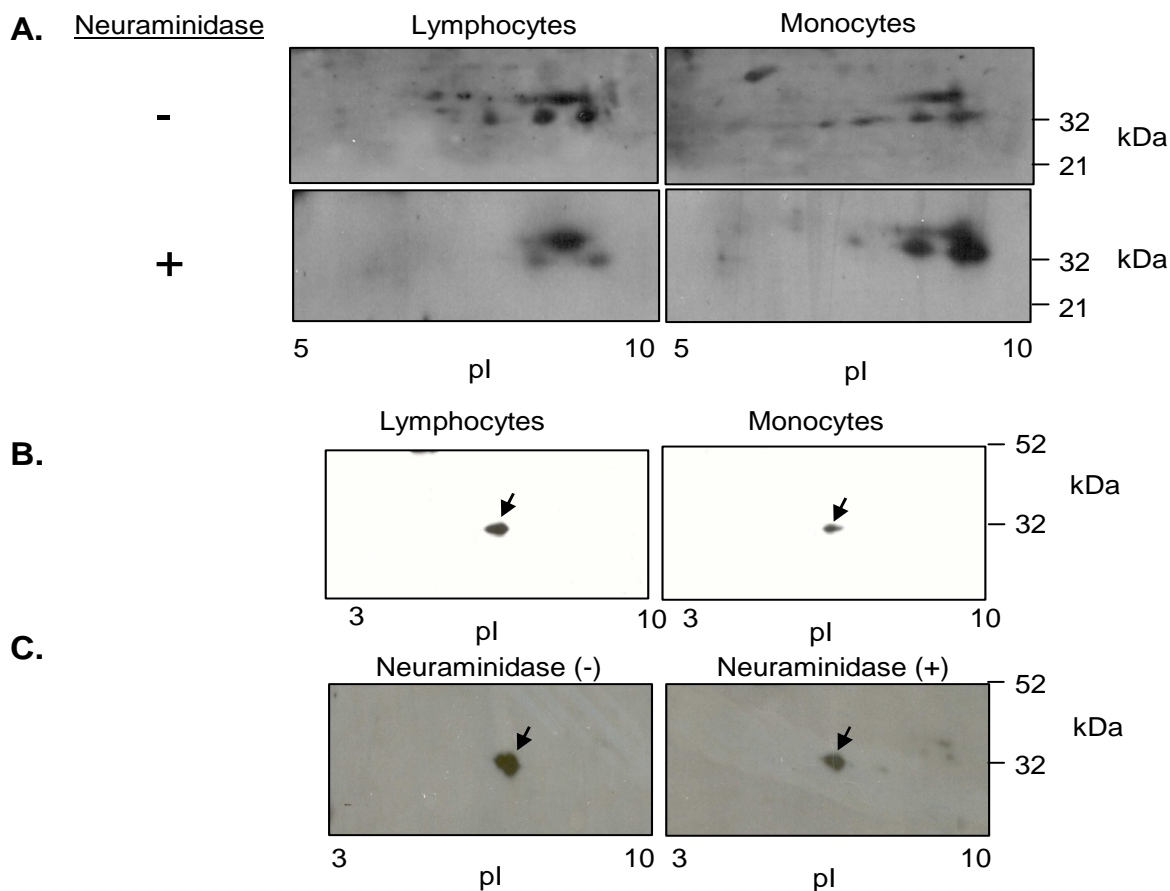 A. Neuraminidase Lymphocytes Monocytes
-
32
kDa
21
+
32 kDa
21
5 10 5 10
pI pI
B. Lymphocytes Monocytes
52
kDa
32
3 10 3 10
pI pI
C.
Neuraminidase (-) Neuraminidase (+)
52
kDa
32
3 10 3 10
pI pI